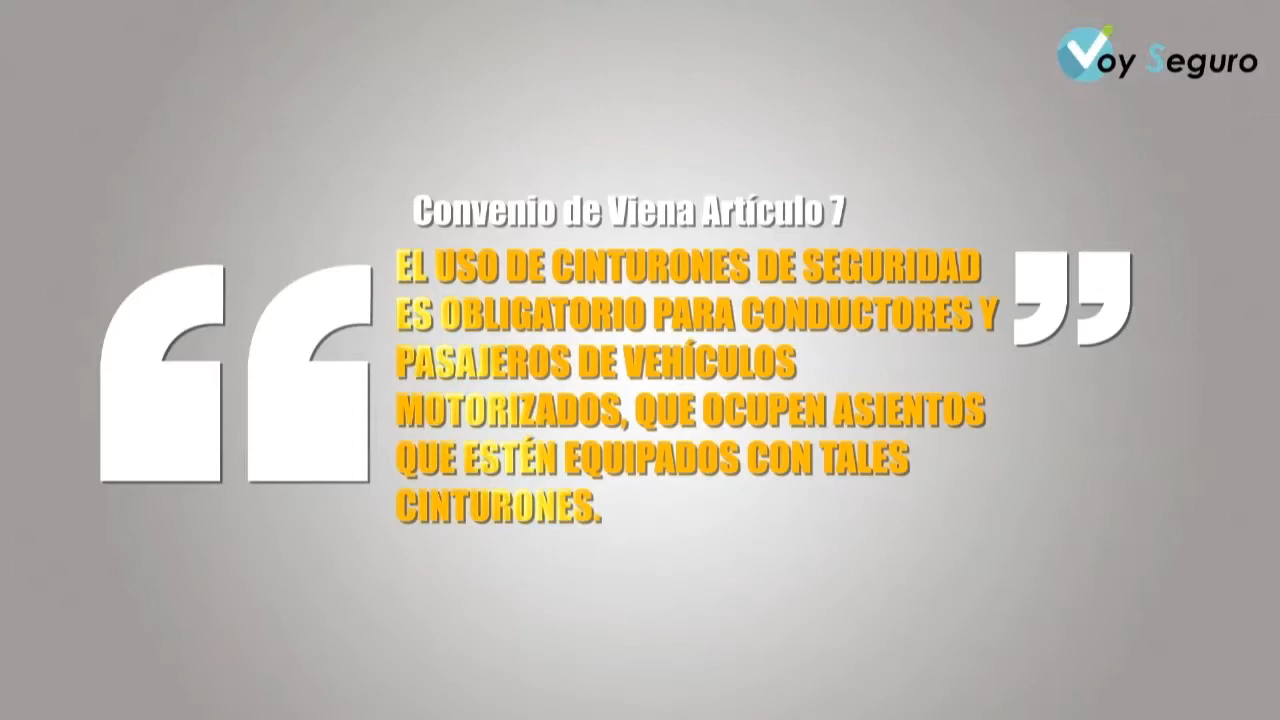 Voy Seguro
Convenio de Viena Artículo 7
“
EL USO DE CINTURONES DE SEGURIDAD
ES OBLIGATORIO PARA CONDUCTORES Y
PASAJEROS DE VEHÍCULOS
MOTORIZADOS, QUE OCUPEN ASIENTOS
QUE ESTÉN EQUIPADOS CON TALES
CINTURONES.
”